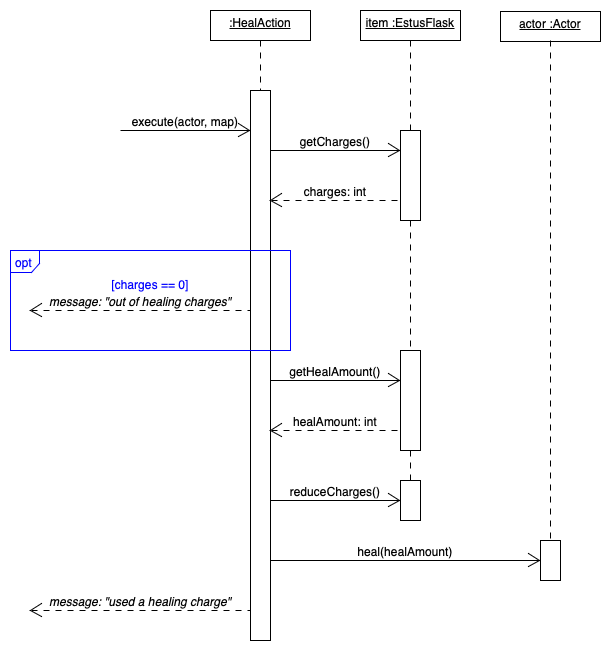 :HealAction
item :EstusFlask
actor :Actor
execute(actor, map)
getCharges()
charges: int
opt
[charges == 0]
message: "out of healing charges"
getHealAmount()
healAmount: int
reduceCharges()
heal(healAmount)
message: "used a healing charge"